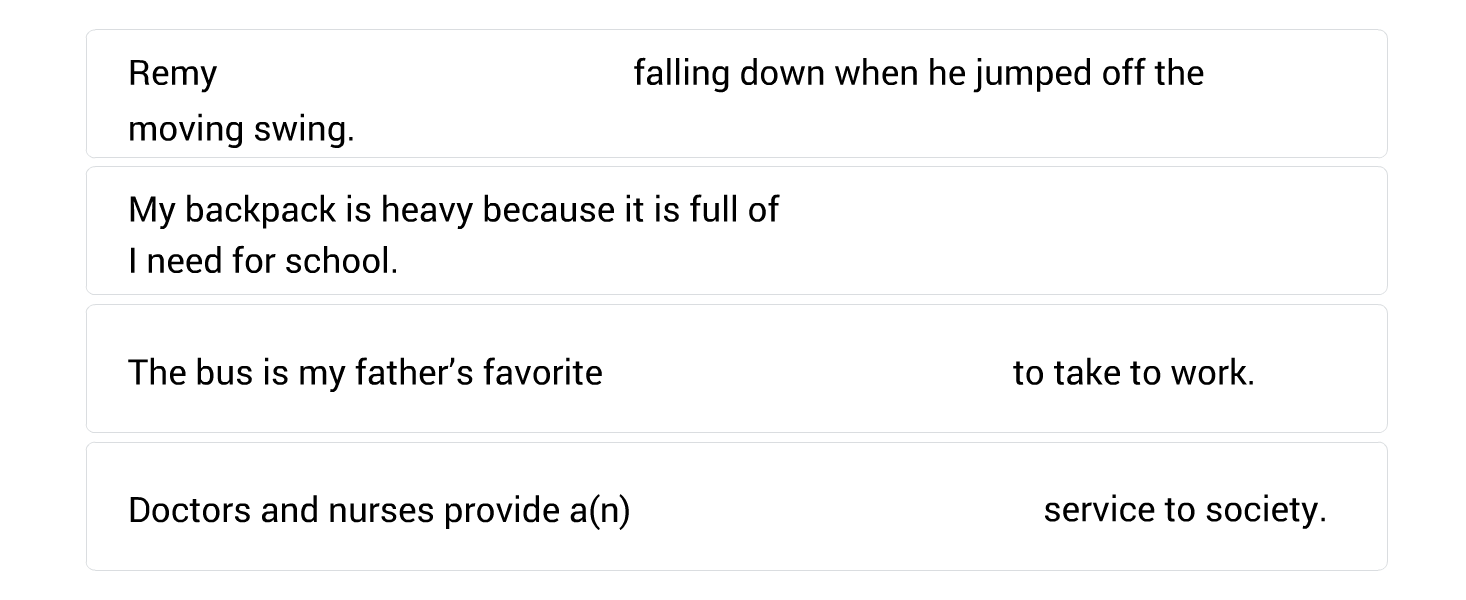 Remy falling down when he jumped off the
moving swing.
My backpack is heavy because it is full of
I need for school.
The bus is my father’s favorite to take to work.
Doctors and nurses provide a(n) service to society.